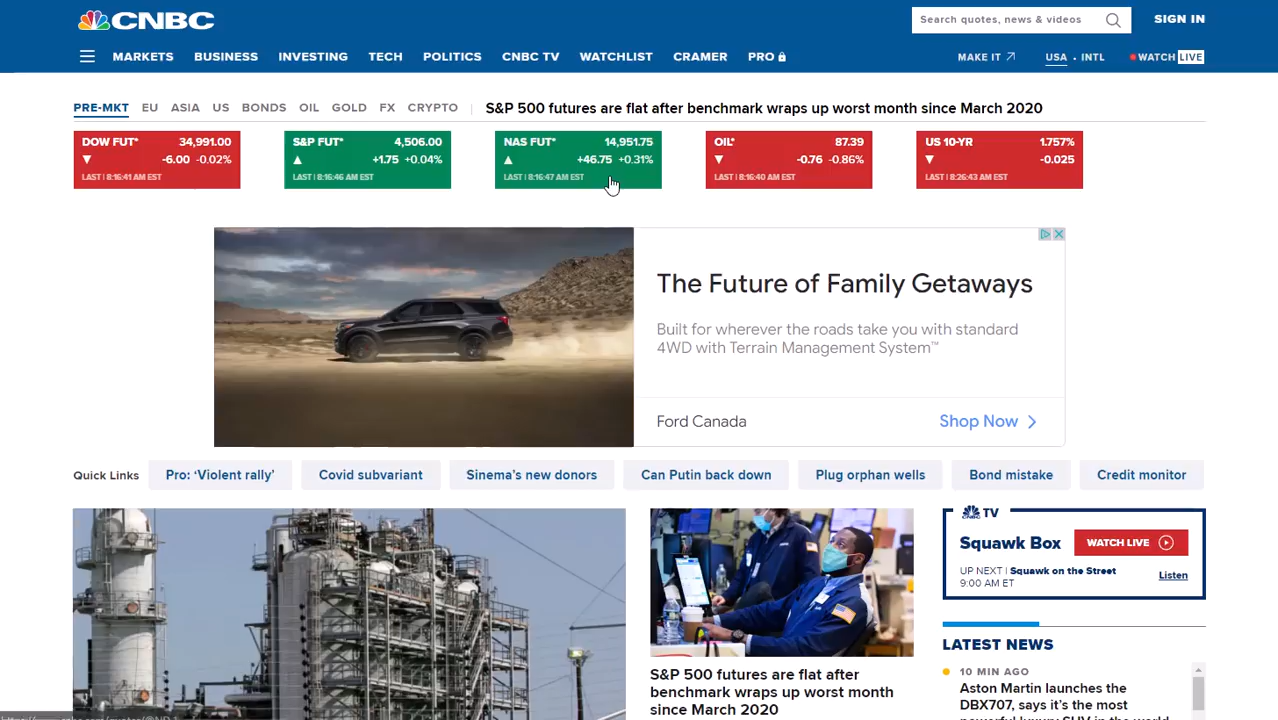 CNBC
Search quotes, news & videos
SIGN IN
MARKETS BUSINESS INVESTING TECH POLITICS CNBC TV WATCHLIST CRAMER PRO
MAKE IT USA • INTL WATCH LIVE
PRE-MKT EU ASIA US BONDS OIL GOLD FX CRYPTO
S&P 500 futures are flat after benchmark wraps up worst month since March 2020
DOW FUT* 34,991.00
-6.00 -0.02%
LAST | 8:16:41 AM EST
S&P FUT* 4,506.00
+1.75 +0.04%
LAST | 8:16:46 AM EST
NAS FUT* 14,951.75
+46.75 +0.31%
LAST | 8:16:47 AM EST
OIL* 87.39
-0.76 -0.86%
LAST | 8:16:40 AM EST
US 10-YR 1.757%
-0.025
LAST | 8:26:43 AM EST
The Future of Family Getaways
Built for wherever the roads take you with standard
4WD with Terrain Management System™
Ford Canada
Shop Now
Quick Links
Pro: ‘Violent rally’
Covid subvariant
Sinema’s new donors
Can Putin back down
Plug orphan wells
Bond mistake
Credit monitor
S&P 500 futures are flat after
benchmark wraps up worst month
since March 2020
CNBC TV
Squawk Box
WATCH LIVE
UP NEXT | Squawk on the Street
9:00 AM ET
Listen
LATEST NEWS
10 MIN AGO
Aston Martin launches the
DBX707, says it’s the most
powerful luxury SUV in the world